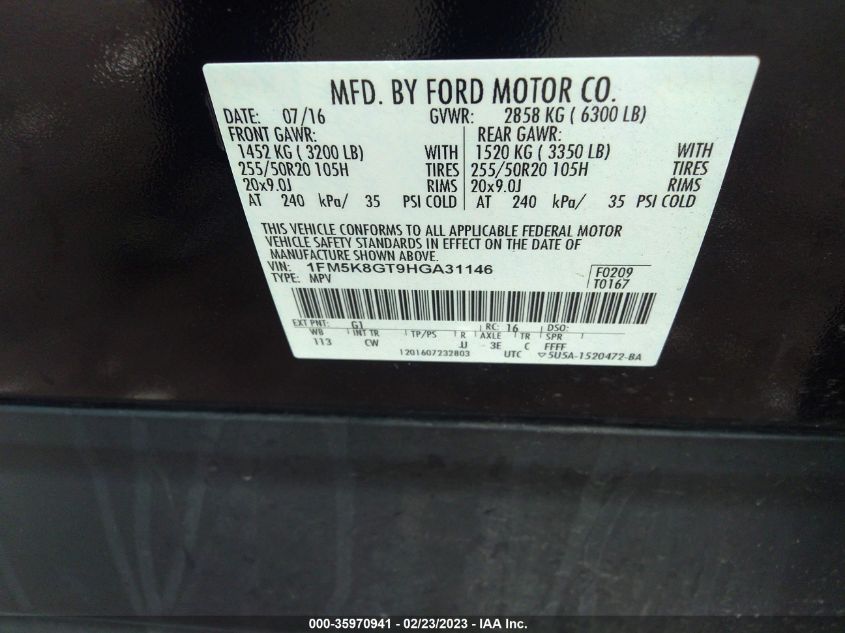 MFD. BY FORD MOTOR CO.
DATE: 07/16 GVWR: 2858 KG ( 6300 LB)
FRONT GAWR: REAR GAWR:
1452 KG ( 3200 LB) WITH 1520 KG ( 3350 LB) WITH
255/50R20 105H TIRES 255/50R20 105H TIRES
20x9.0J RIMS 20x9.0J RIMS
AT 240 kPa/ 35 PSI COLD AT 240 kPa/ 35 PSI COLD
THIS VEHICLE CONFORMS TO ALL APPLICABLE FEDERAL MOTOR
VEHICLE SAFETY STANDARDS IN EFFECT ON THE DATE OF
MANUFACTURE SHOWN ABOVE.
VIN: 1FM5K8GT9HGA31146 F0209
TYPE: MPV T0167
EXT PNT: G1 RC: 16 DSO:
WB INT TR TP/PS R AXLE TR SPR
113 CW JJ 3E C FFFF
1201607232803 UTC ▽5U5A-1520472-BA
000-35970941 - 02/23/2023 - IAA Inc.